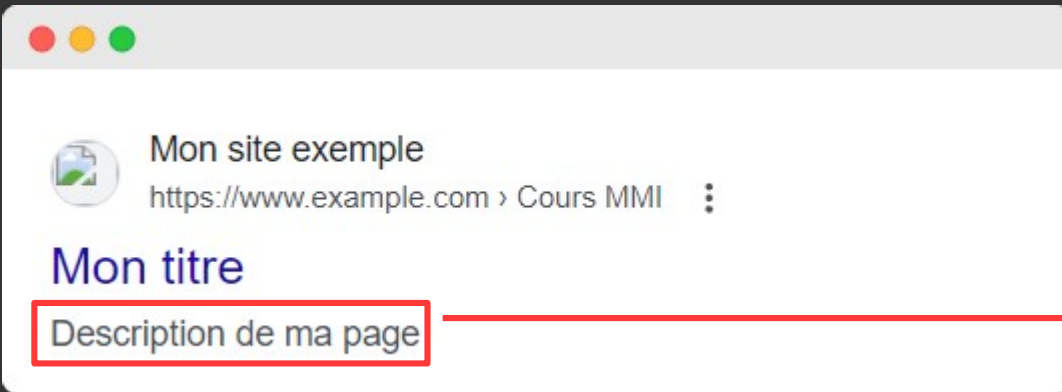 Mon site exemple
https://www.example.com › Cours MMI
Mon titre
Description de ma page